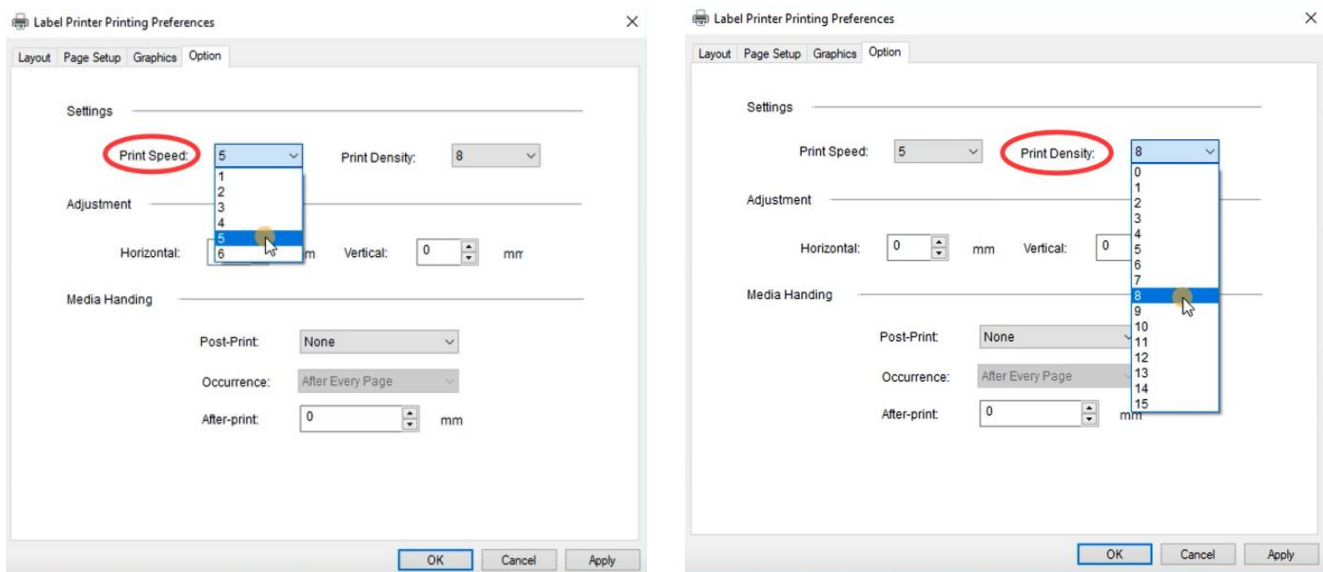 Label Printer Printing Preferences
Layout Page Setup Graphics Option
Settings
Print Speed: 5 Print Density: 8
1
2
3
4
5
6
Adjustment
Horizontal: m Vertical: 0 mm
Media Handing
Post-Print: None
Occurrence: After Every Page
After-print: 0 mm
OK Cancel Apply
Label Printer Printing Preferences
Layout Page Setup Graphics Option
Settings
Print Speed: 5 Print Density: 8
0
1
2
3
4
5
6
7
8
9
10
11
12
13
14
15
Adjustment
Horizontal: 0 mm Vertical: 0
Media Handing
Post-Print: None
Occurrence: After Every Page
After-print: 0 mm
OK Cancel Apply